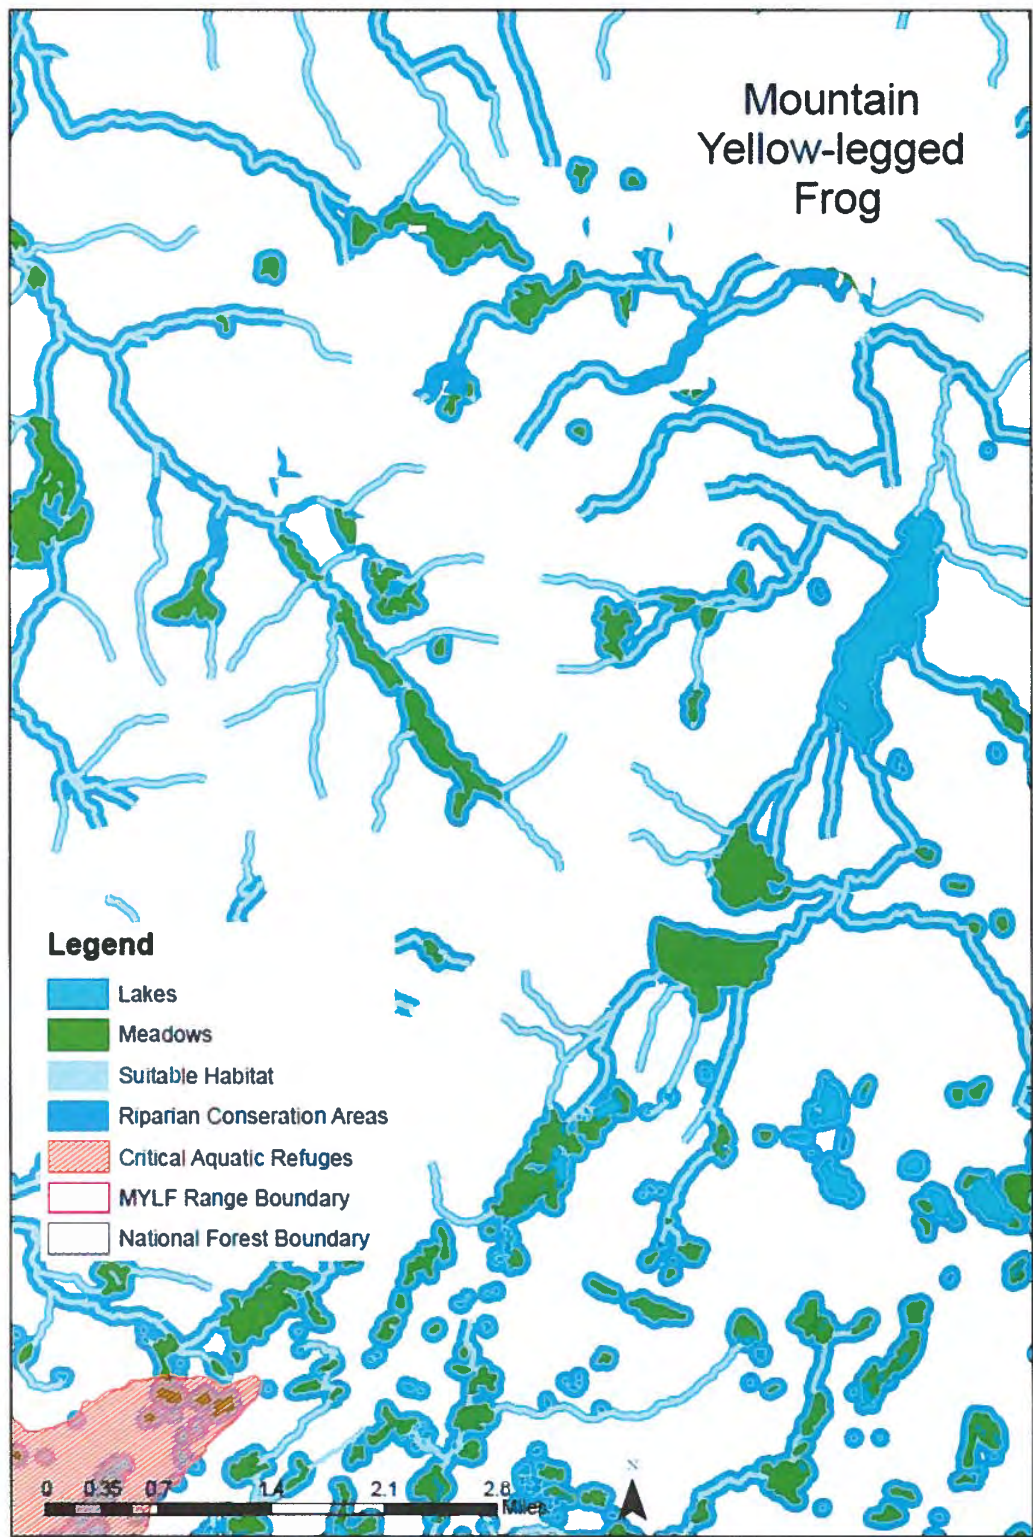 Mountain
Yellow-legged
Frog
Legend
Lakes
Meadows
Suitable Habitat
Riparian Conseration Areas
Critical Aquatic Refuges
MYLF Range Boundary
National Forest Boundary
0 0.35 0.7 1.4 2.1 2.8
Miles
N